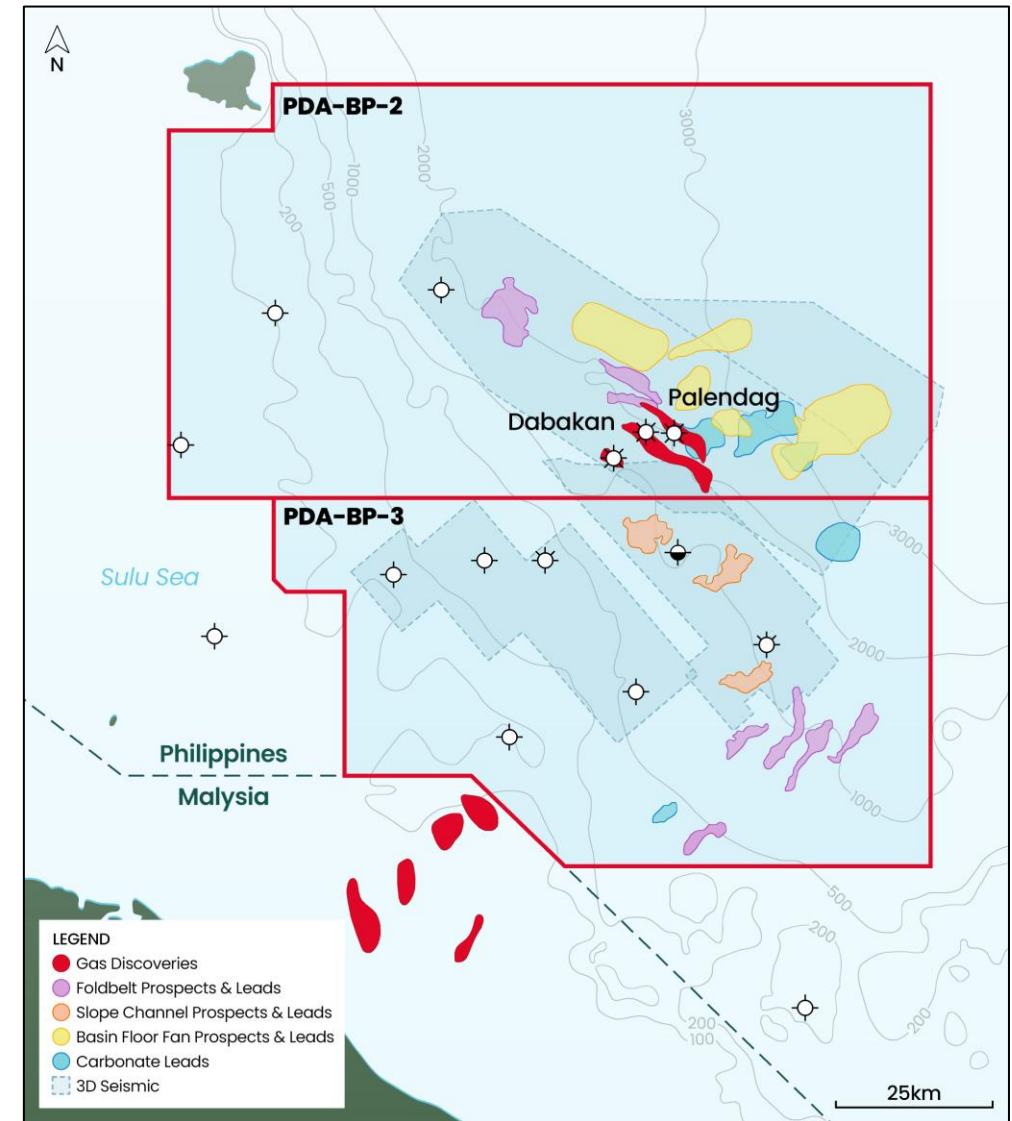 N
PDA-BP-2
3000
2000
1000
500
200
Palendag
Dabakan
PDA-BP-3
3000
Sulu Sea
2000
Philippines
Malysia
1000
500
200
200
200
100
LEGEND
Gas Discoveries
Foldbelt Prospects & Leads
Slope Channel Prospects & Leads
Basin Floor Fan Prospects & Leads
Carbonate Leads
3D Seismic
25km